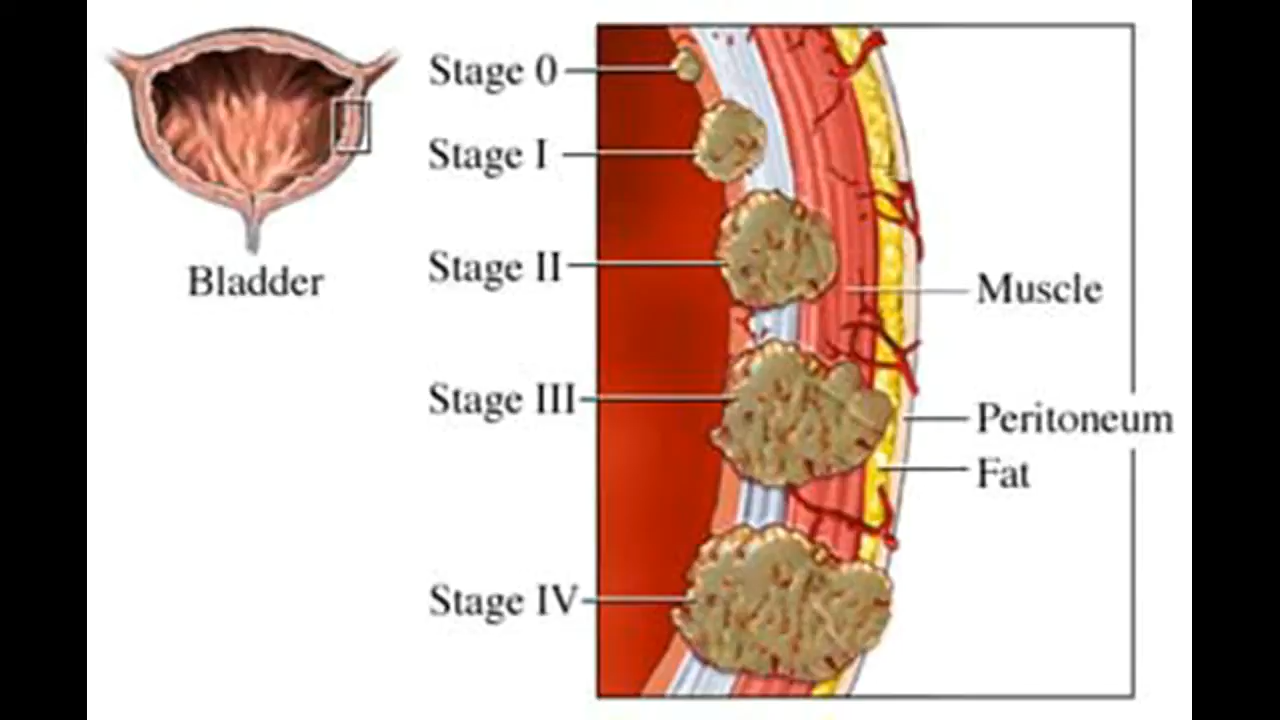 Stage 0
Stage I
Stage II
Stage III
Stage IV
Bladder
Muscle
Peritoneum
Fat